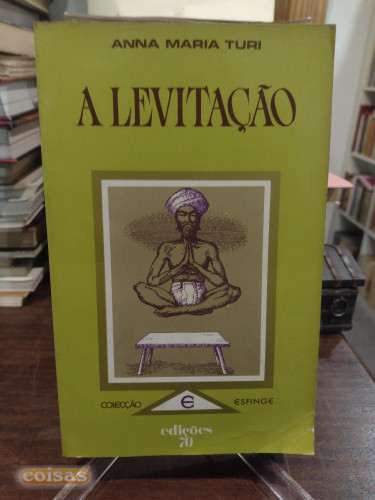 ANNA MARIA TURI
A LEVITAÇÃO
COLECÇÃO E ESFINGE
edições
70
coisas